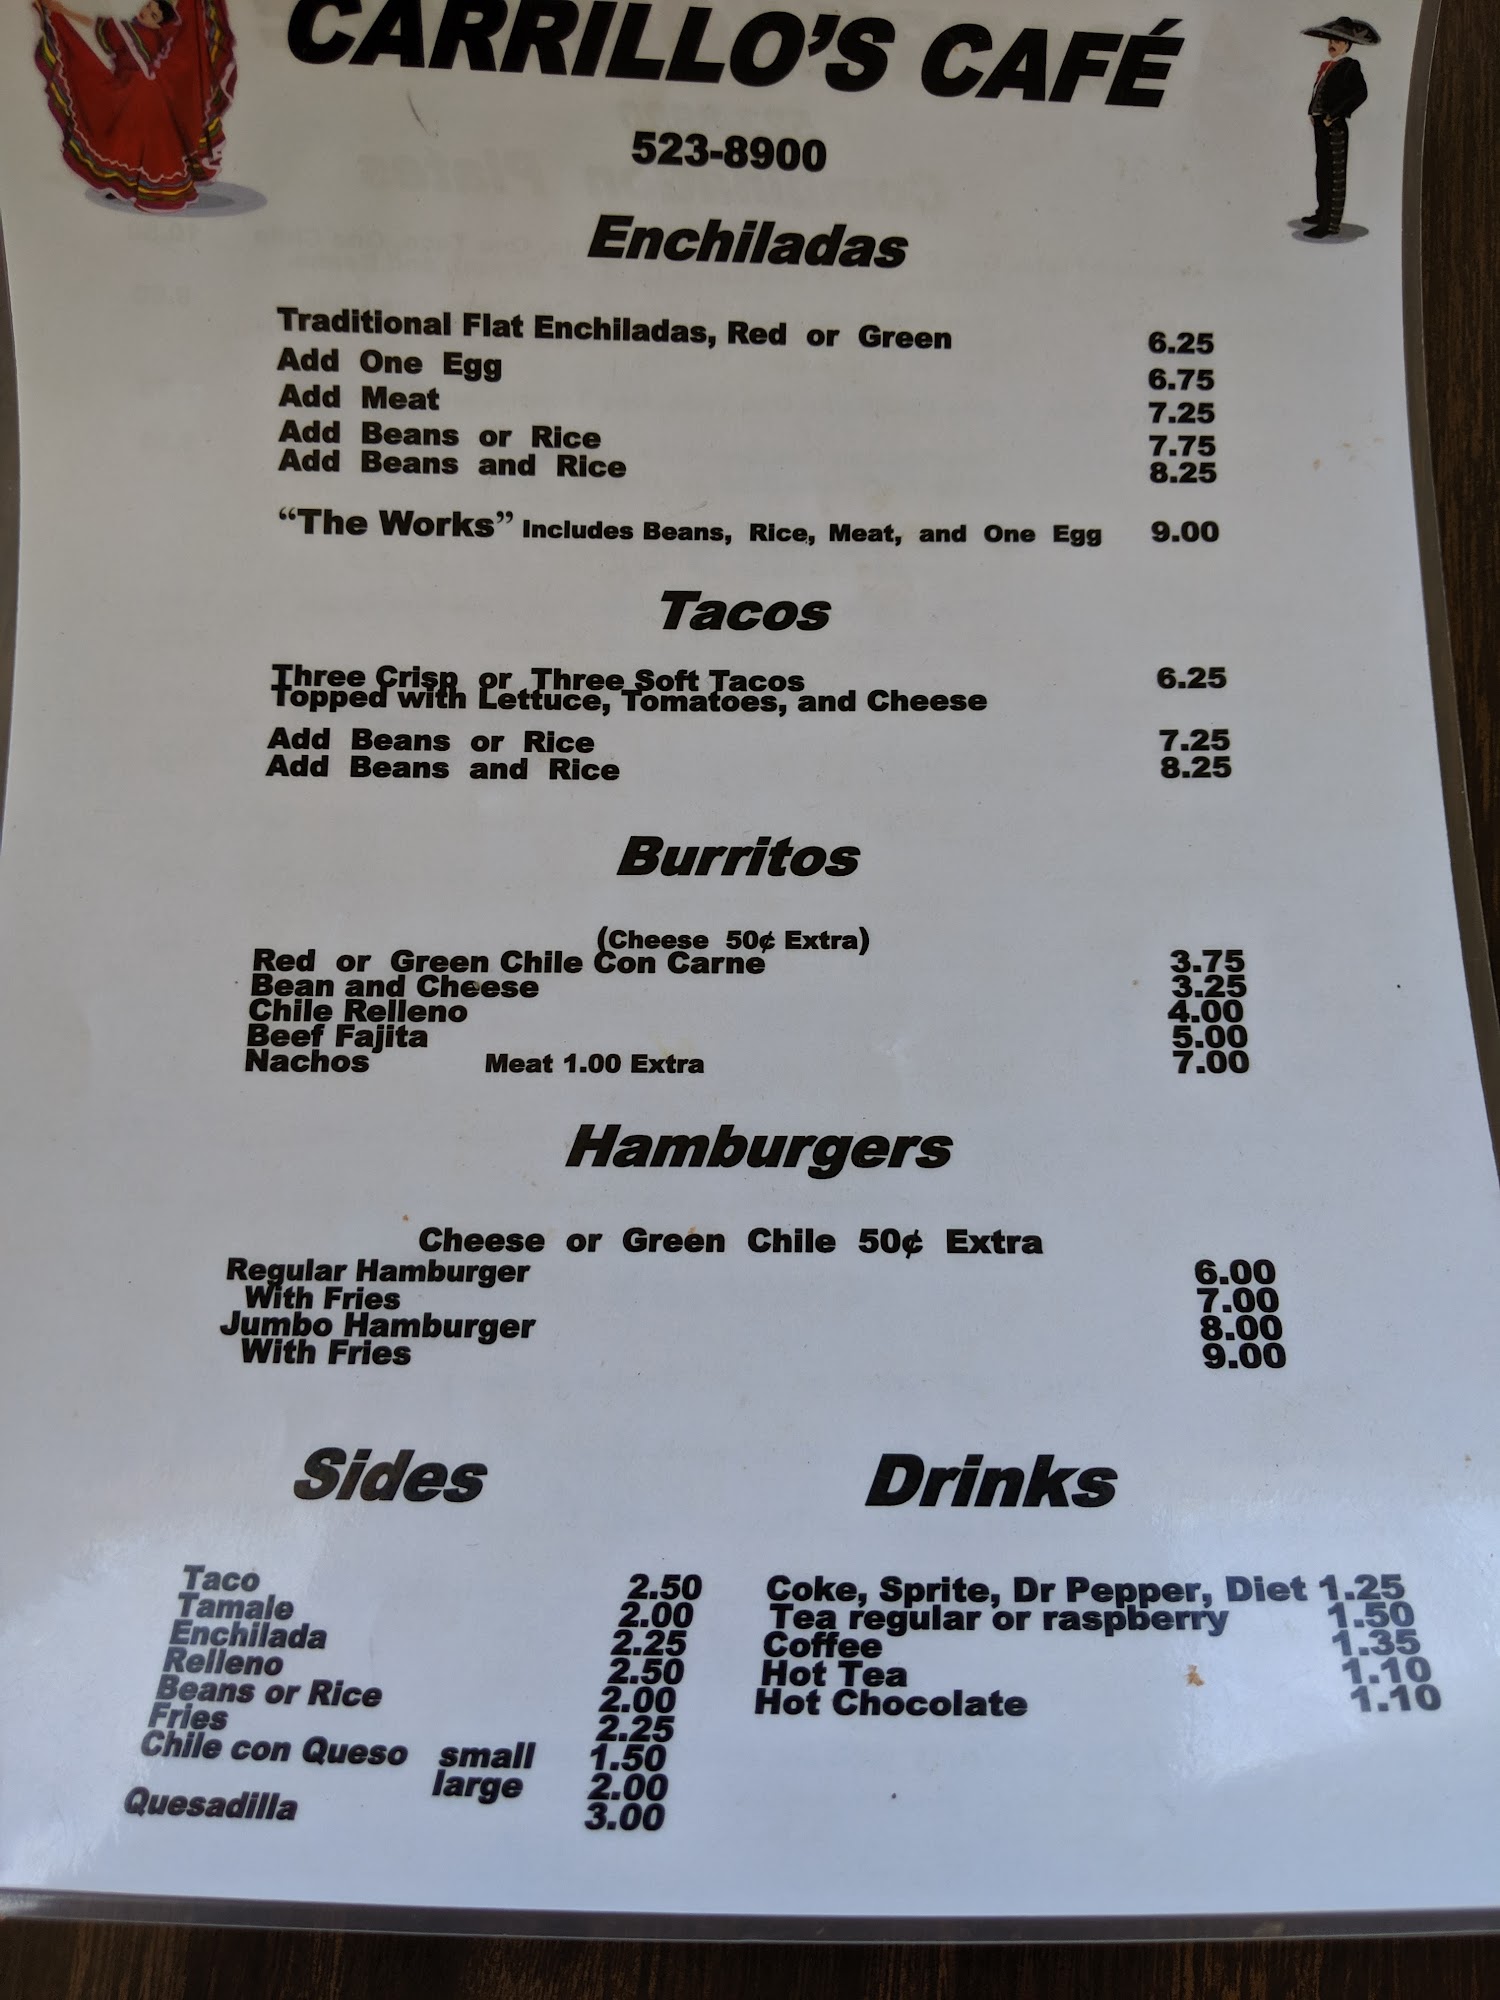 CARRILLO'S CAFÉ
523-8900
Enchiladas
Traditional Flat Enchiladas, Red or Green 6.25
Add One Egg 6.75
Add Meat 7.25
Add Beans or Rice 7.75
Add Beans and Rice 8.25
“The Works” Includes Beans, Rice, Meat, and One Egg 9.00
Tacos
Three Crisp or Three Soft Tacos 6.25
Topped with Lettuce, Tomatoes, and Cheese
Add Beans or Rice 7.25
Add Beans and Rice 8.25
Burritos
(Cheese 50¢ Extra)
Red or Green Chile Con Carne 3.75
Bean and Cheese 3.25
Chile Relleno 4.00
Beef Fajita 5.00
Nachos Meat 1.00 Extra 7.00
Hamburgers
Cheese or Green Chile 50¢ Extra
Regular Hamburger 6.00
With Fries 7.00
Jumbo Hamburger 8.00
With Fries 9.00
Sides
Taco 2.50
Tamale 2.00
Enchilada 2.25
Relleno 2.50
Beans or Rice 2.00
Fries 2.25
Chile con Queso small 1.50
large 2.00
Quesadilla 3.00
Drinks
Coke, Sprite, Dr Pepper, Diet 1.25
Tea regular or raspberry 1.50
Coffee 1.35
Hot Tea 1.10
Hot Chocolate 1.10